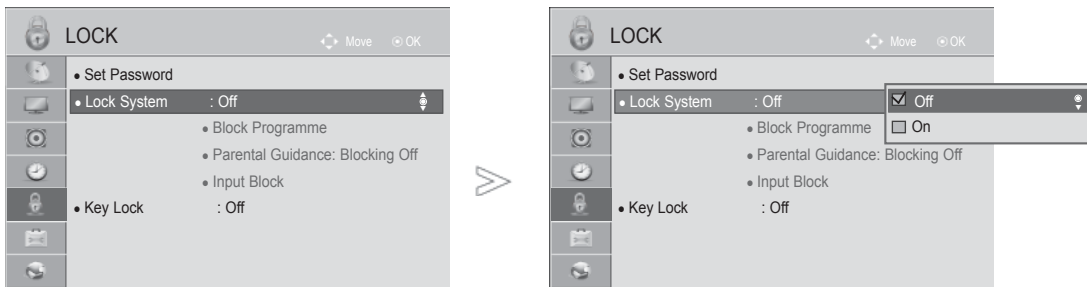 LOCK
Move OK
• Set Password
• Lock System : Off
• Block Programme
• Parental Guidance: Blocking Off
• Input Block
• Key Lock : Off
LOCK
Move OK
• Set Password
• Lock System : Off
Off
On
• Block Programme
• Parental Guidance: Blocking Off
• Input Block
• Key Lock : Off